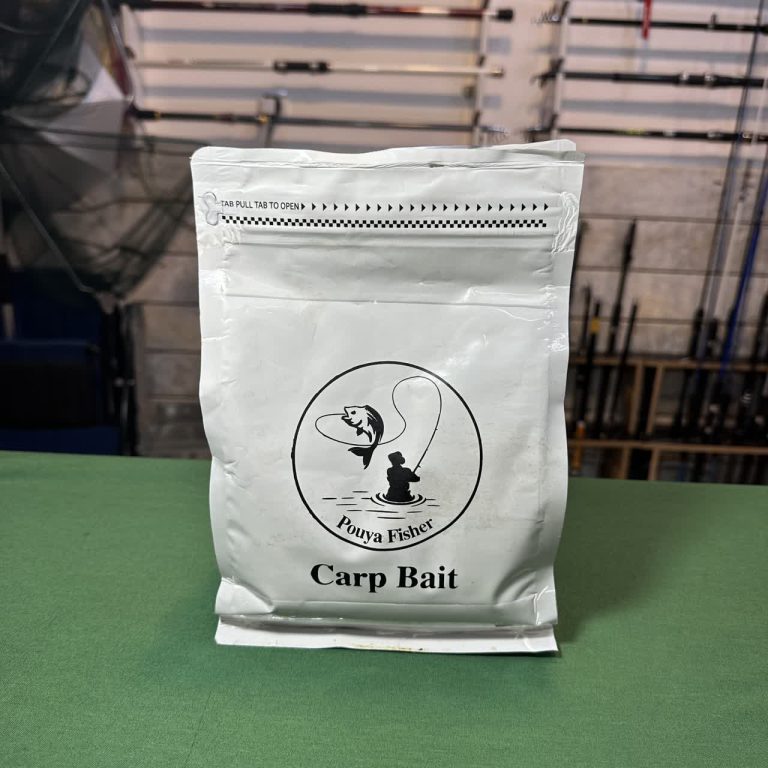 TAB PULL TAB TO OPEN
Pouya Fisher
Carp Bait